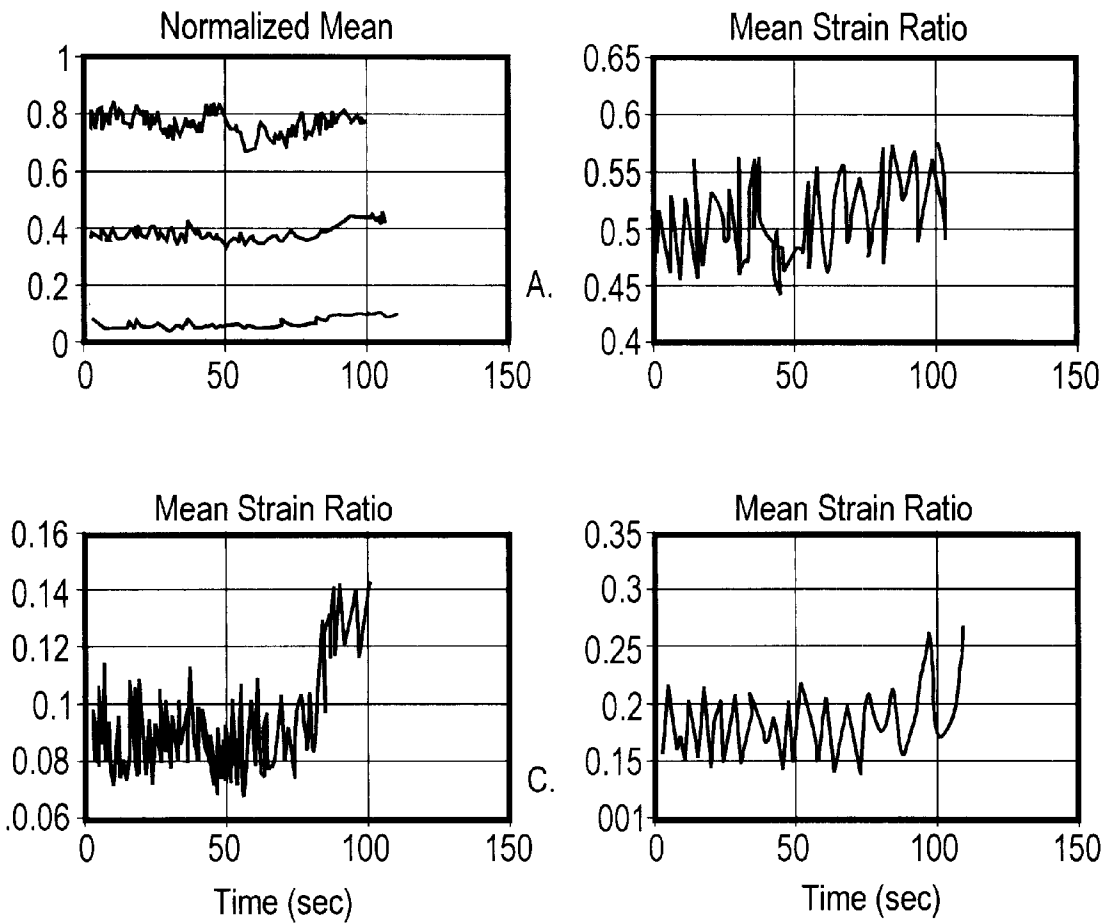 Normalized Mean
1
0.8
0.6
0.4
0.2
0
0 50 100 150
A.
Mean Strain Ratio
0.65
0.6
0.55
0.5
0.45
0.4
0 50 100 150
Mean Strain Ratio
0.16
0.14
0.12
0.1
0.08
.0.06
0 50 100 150
Time (sec)
C.
Mean Strain Ratio
0.35
0.3
0.25
0.2
0.15
001
0 50 100 150
Time (sec)